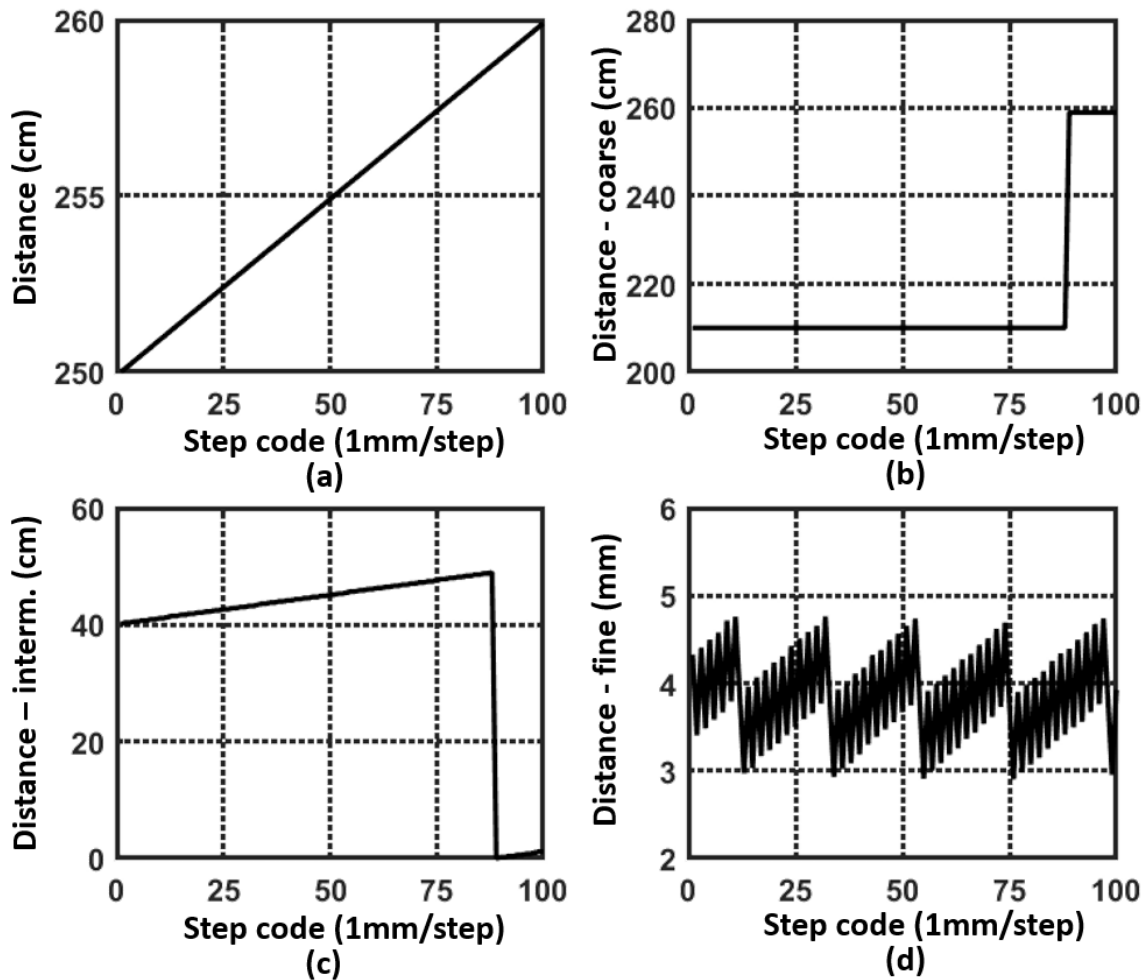 Distance (cm)
260
255
250
0 25 50 75 100
Step code (1mm/step)
(a)
Distance - coarse (cm)
280
260
240
220
200
0 25 50 75 100
Step code (1mm/step)
(b)
Distance – interm. (cm)
60
40
20
0
0 25 50 75 100
Step code (1mm/step)
(c)
Distance - fine (mm)
6
5
4
3
2
0 25 50 75 100
Step code (1mm/step)
(d)